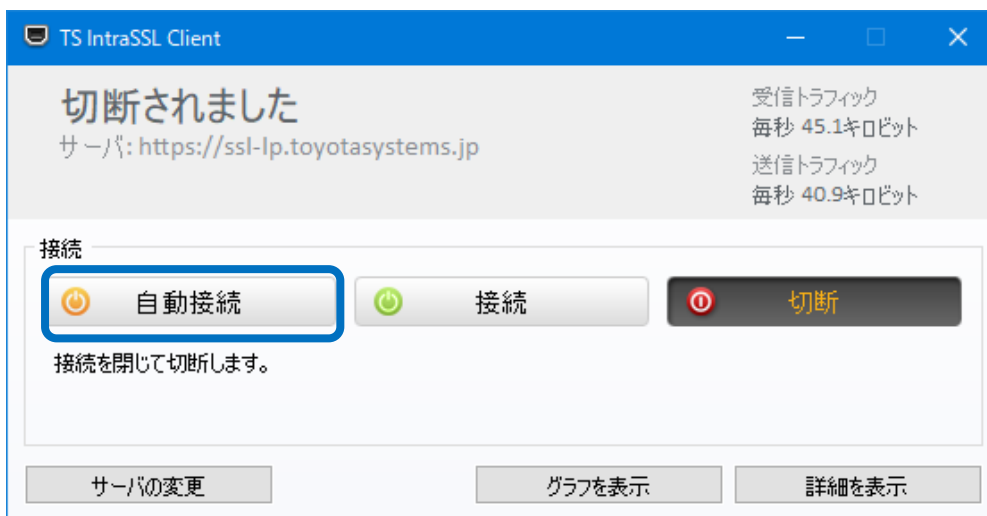 TS IntraSSL Client
切断されました
サーバ: https://ssl-lp.toyotasystems.jp
受信トラフィック
毎秒 45.1キロビット
送信トラフィック
毎秒 40.9キロビット
接続
自動接続
接続
切断
接続を閉じて切断します。
サーバの変更
グラフを表示
詳細を表示